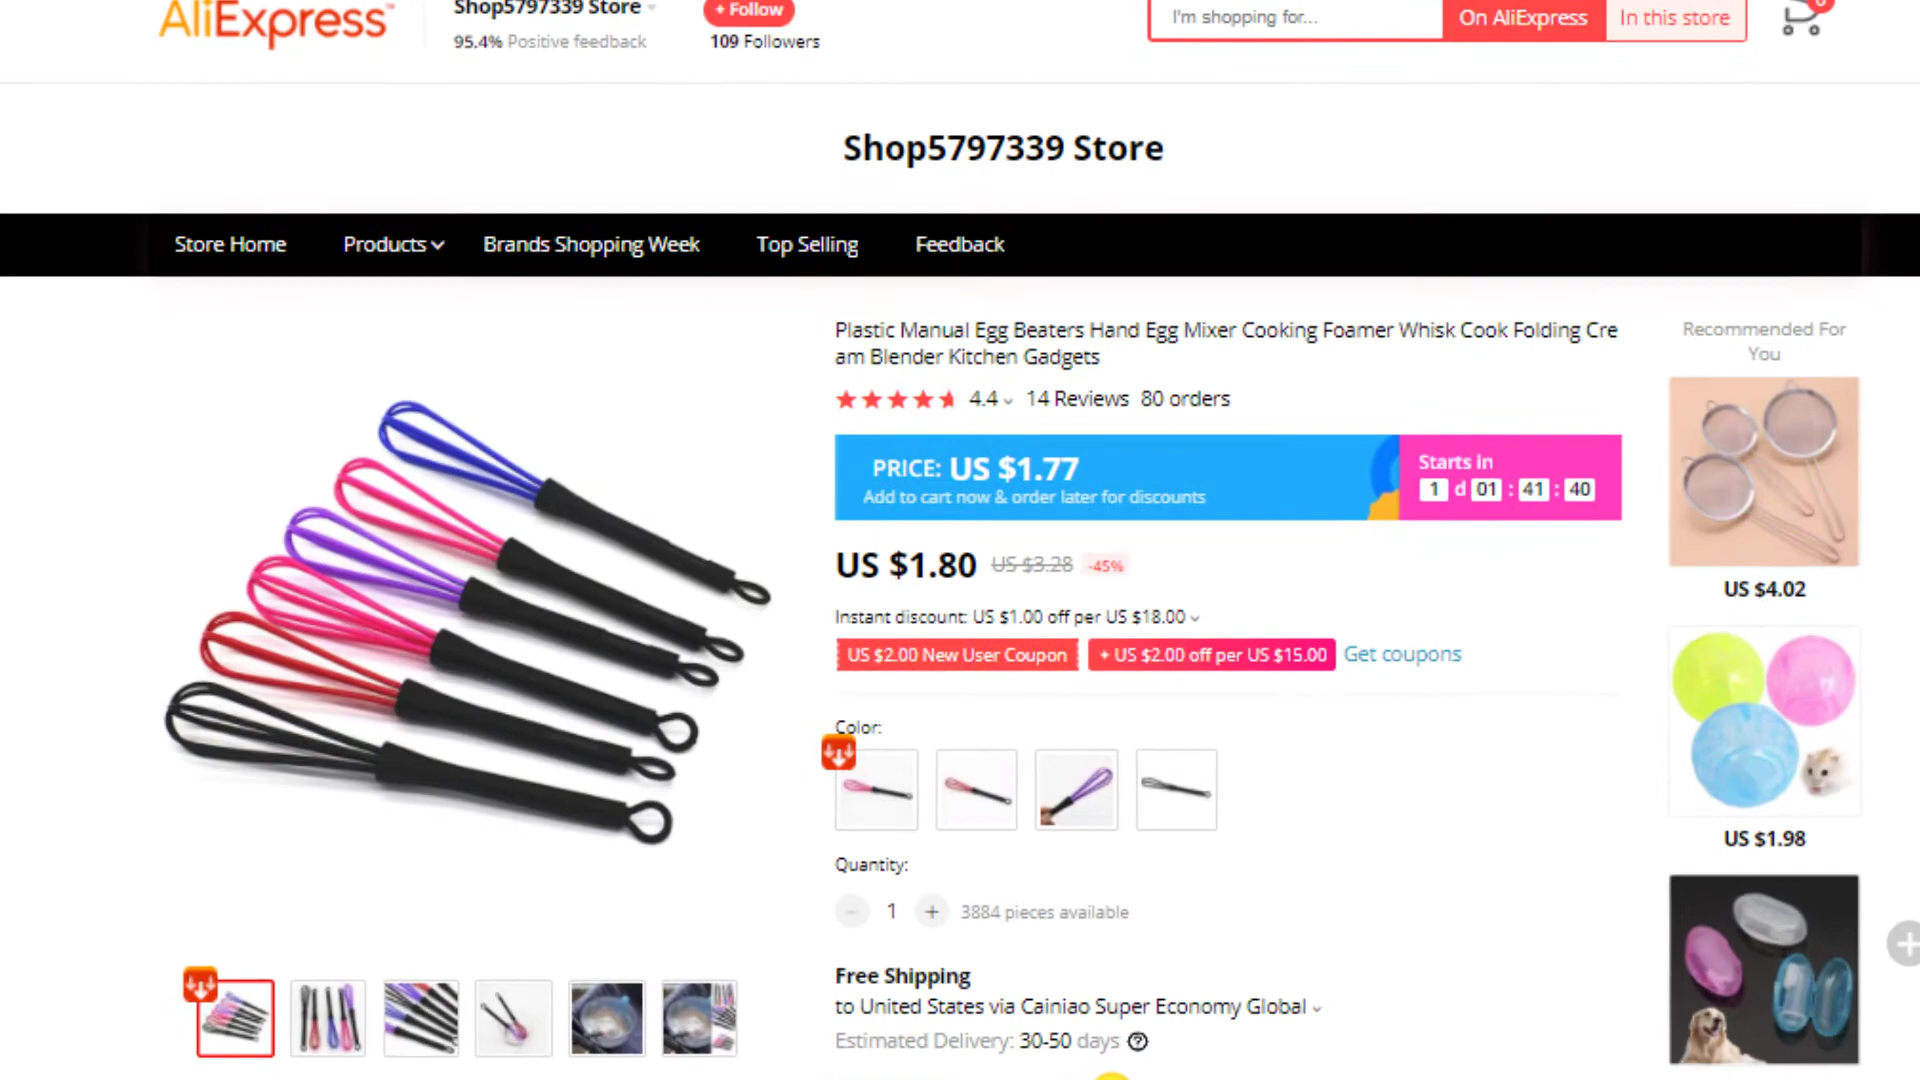 AliExpress™
Shop5797339 Store
+ Follow
95.4% Positive feedback
109 Followers
I'm shopping for...
On AliExpress
In this store
0
Shop5797339 Store
Store Home
Products
Brands Shopping Week
Top Selling
Feedback
Plastic Manual Egg Beaters Hand Egg Mixer Cooking Foamer Whisk Cook Folding Cre
am Blender Kitchen Gadgets
4.4 14 Reviews 80 orders
PRICE: US $1.77
Add to cart now & order later for discounts
Starts in
1 d 01 : 41 : 40
US $1.80 US $3.28 -45%
Instant discount: US $1.00 off per US $18.00
US $2.00 New User Coupon
+ US $2.00 off per US $15.00
Get coupons
Color:
Quantity:
1
+
3884 pieces available
Free Shipping
to United States via Cainiao Super Economy Global
Estimated Delivery: 30-50 days ?
Recommended For
You
US $4.02
US $1.98